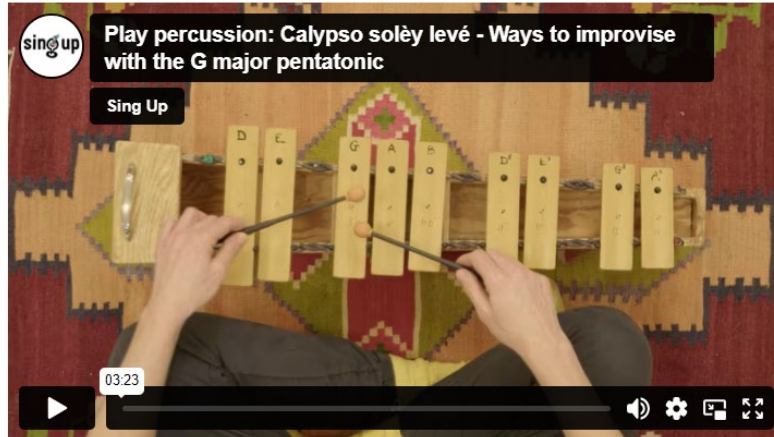 sing up
Play percussion: Calypso solèy levé - Ways to improvise
with the G major pentatonic
Sing Up
D E G A B D' E' G' A'
03:23